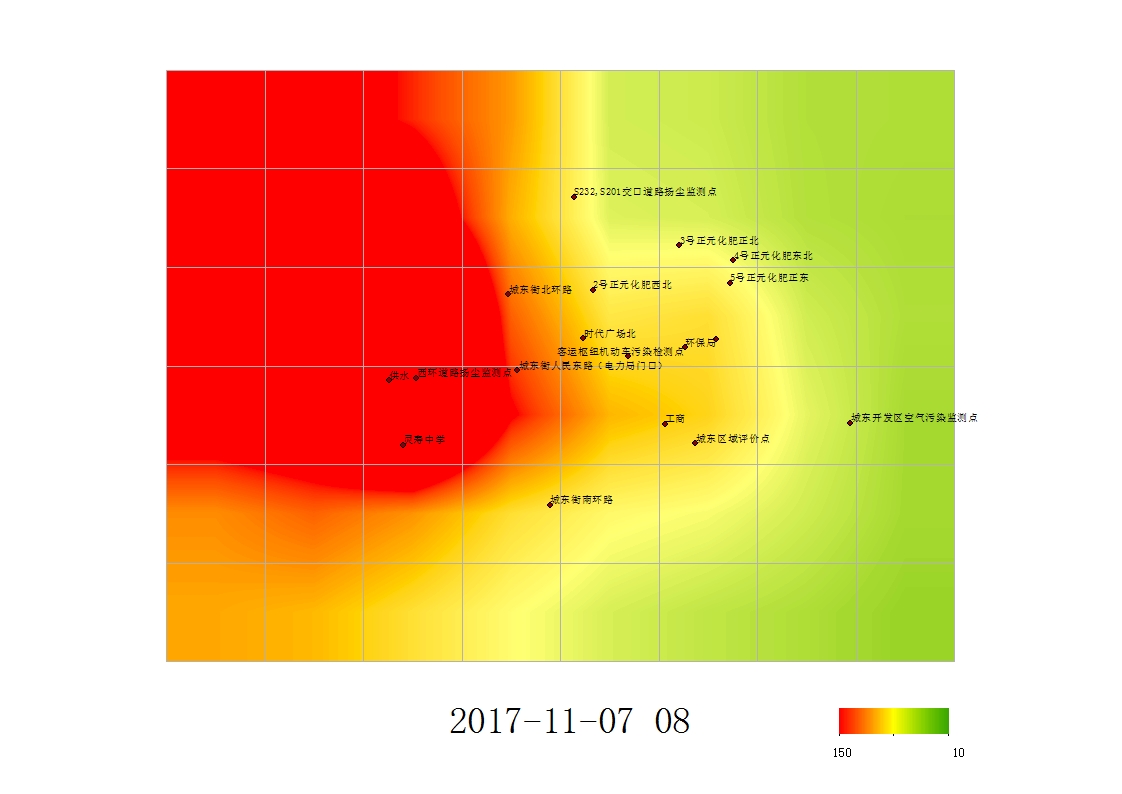 S232,S201交口道路扬尘监测点
3号正元化肥正北
4号正元化肥东北
5号正元化肥正东
2号正元化肥西北
城东街北环路
时代广场北
环保局
客运枢纽机动车污染检测点
城东街人民东路（电力局门口）
西环道路扬尘监测点
供水
城东开发区空气污染监测点
工商
灵寿中学
城东区域评价点
城东街南环路
2017-11-07 08
150
10